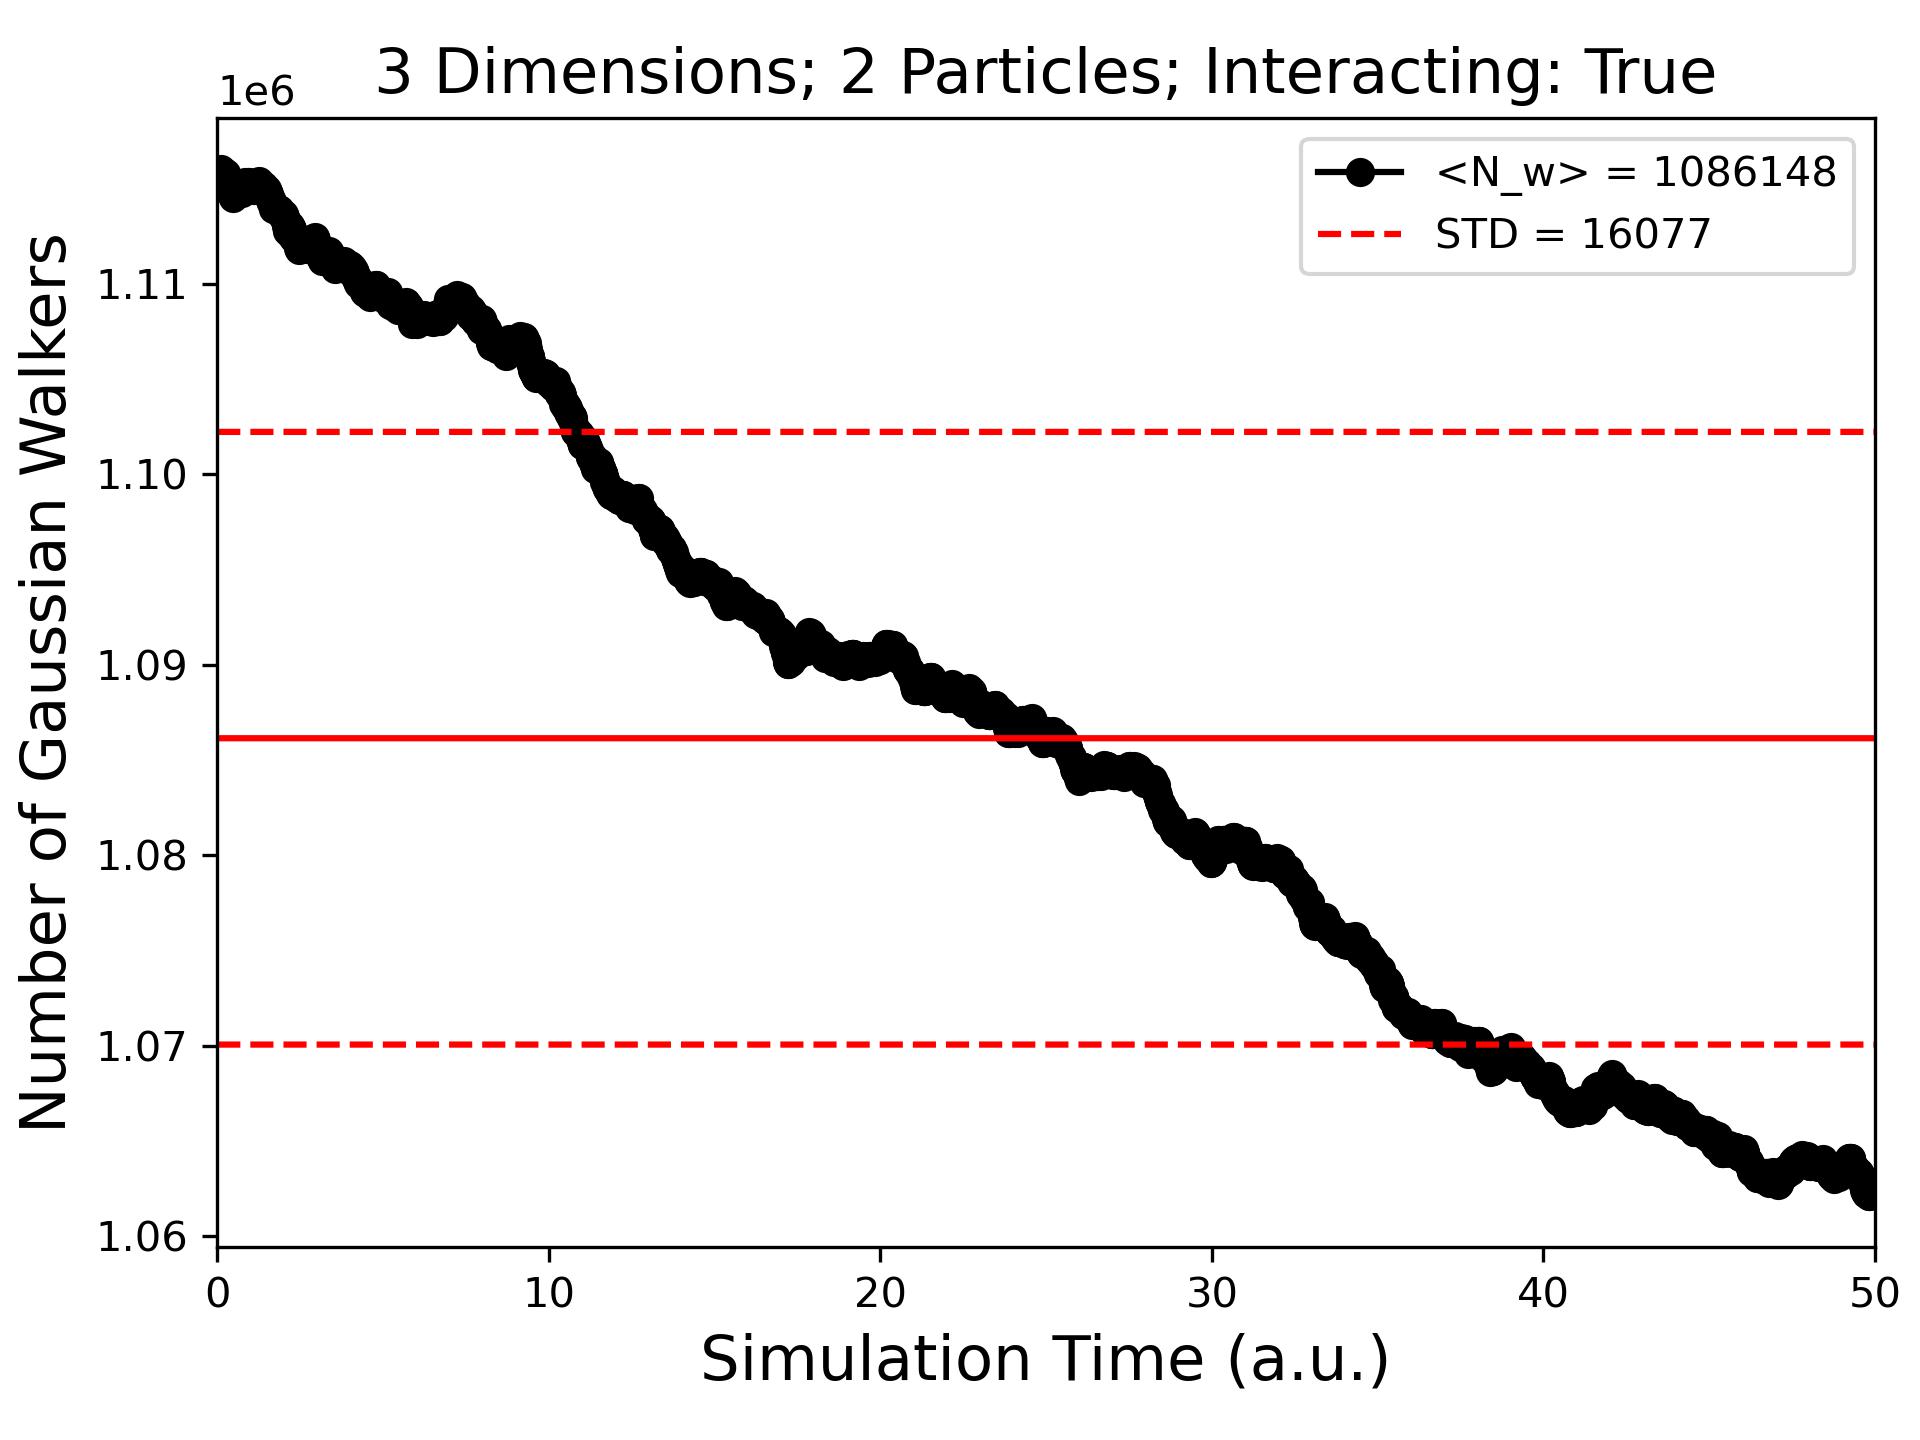 3 Dimensions; 2 Particles; Interacting: True
1e6
<N_w> = 1086148
STD = 16077
Number of Gaussian Walkers
1.11
1.10
1.09
1.08
1.07
1.06
0 10 20 30 40 50
Simulation Time (a.u.)